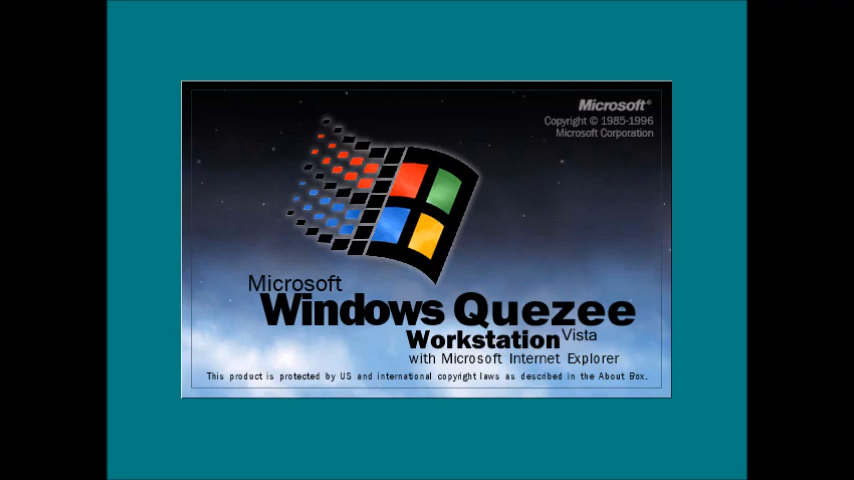 Microsoft®
Copyright © 1985-1996
Microsoft Corporation
Microsoft
Windows Quezee
Workstation Vista
with Microsoft Internet Explorer
This product is protected by US and international copyright laws as described in the About Box.